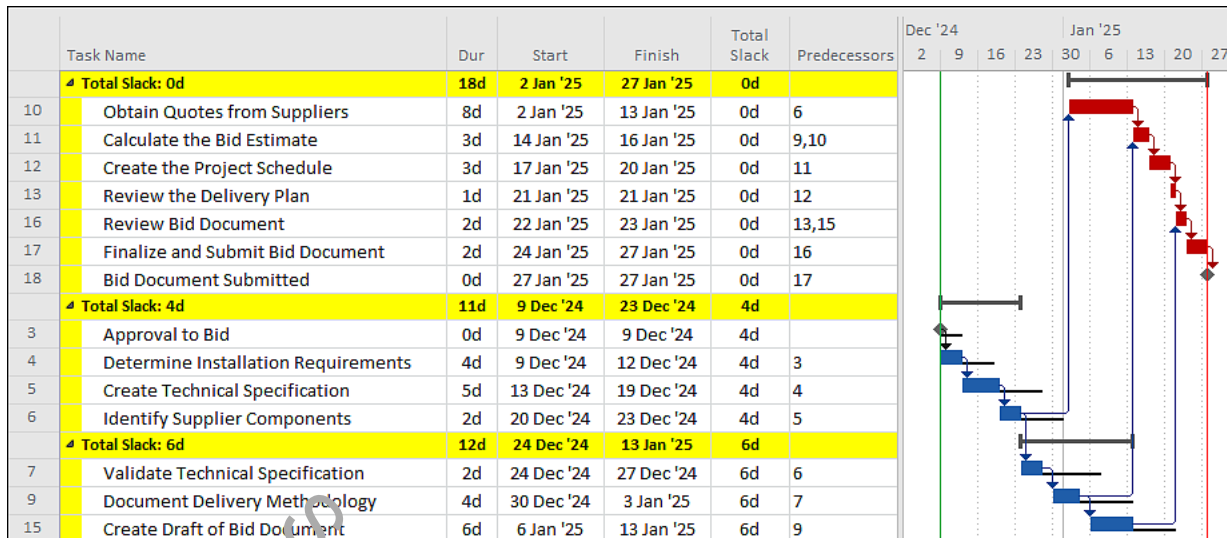 Dec '24 Jan '25
Task Name Dur Start Finish Total Slack Predecessors 2 9 16 23 30 6 13 20 27
Total Slack: 0d 18d 2 Jan '25 27 Jan '25 0d
10 Obtain Quotes from Suppliers 8d 2 Jan '25 13 Jan '25 0d 6
11 Calculate the Bid Estimate 3d 14 Jan '25 16 Jan '25 0d 9,10
12 Create the Project Schedule 3d 17 Jan '25 20 Jan '25 0d 11
13 Review the Delivery Plan 1d 21 Jan '25 21 Jan '25 0d 12
16 Review Bid Document 2d 22 Jan '25 23 Jan '25 0d 13,15
17 Finalize and Submit Bid Document 2d 24 Jan '25 27 Jan '25 0d 16
18 Bid Document Submitted 0d 27 Jan '25 27 Jan '25 0d 17
Total Slack: 4d 11d 9 Dec '24 23 Dec '24 4d
3 Approval to Bid 0d 9 Dec '24 9 Dec '24 4d
4 Determine Installation Requirements 4d 9 Dec '24 12 Dec '24 4d 3
5 Create Technical Specification 5d 13 Dec '24 19 Dec '24 4d 4
6 Identify Supplier Components 2d 20 Dec '24 23 Dec '24 4d 5
Total Slack: 6d 12d 24 Dec '24 13 Jan '25 6d
7 Validate Technical Specification 2d 24 Dec '24 27 Dec '24 6d 6
9 Document Delivery Methodology 4d 30 Dec '24 3 Jan '25 6d 7
15 Create Draft of Bid Document 6d 6 Jan '25 13 Jan '25 6d 9